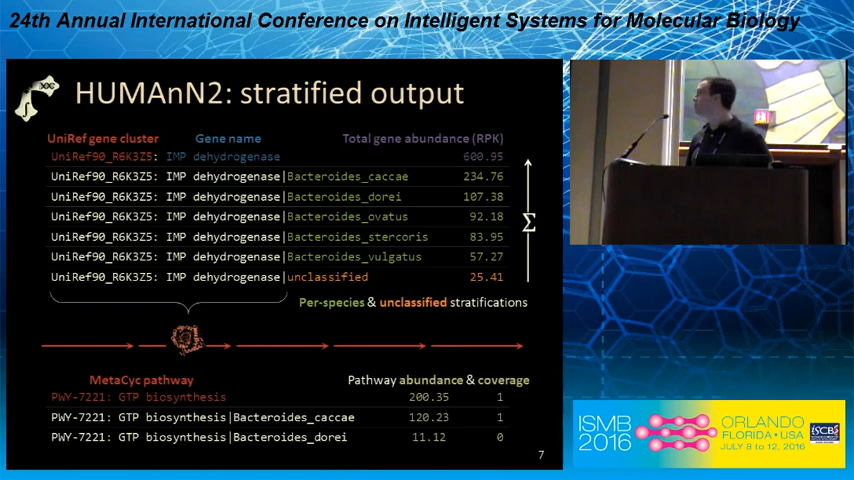 24th Annual International Conference on Intelligent Systems for Molecular Biology
HUMAnN2: stratified output
UniRef gene cluster Gene name Total gene abundance (RPK)
UniRef90_R6K3Z5: IMP dehydrogenase 600.95
UniRef90_R6K3Z5: IMP dehydrogenase|Bacteroides_caccae 234.76
UniRef90_R6K3Z5: IMP dehydrogenase|Bacteroides_dorei 107.38
UniRef90_R6K3Z5: IMP dehydrogenase|Bacteroides_ovatus 92.18
UniRef90_R6K3Z5: IMP dehydrogenase|Bacteroides_stercoris 83.95
UniRef90_R6K3Z5: IMP dehydrogenase|Bacteroides_vulgatus 57.27
UniRef90_R6K3Z5: IMP dehydrogenase|unclassified 25.41
Σ
Per-species & unclassified stratifications
MetaCyc pathway Pathway abundance & coverage
PWY-7221: GTP biosynthesis 200.35 1
PWY-7221: GTP biosynthesis|Bacteroides_caccae 120.23 1
PWY-7221: GTP biosynthesis|Bacteroides_dorei 11.12 0
7
ISMB
2016
ORLANDO
FLORIDA • USA
JULY 8 to 12, 2016
ISCB